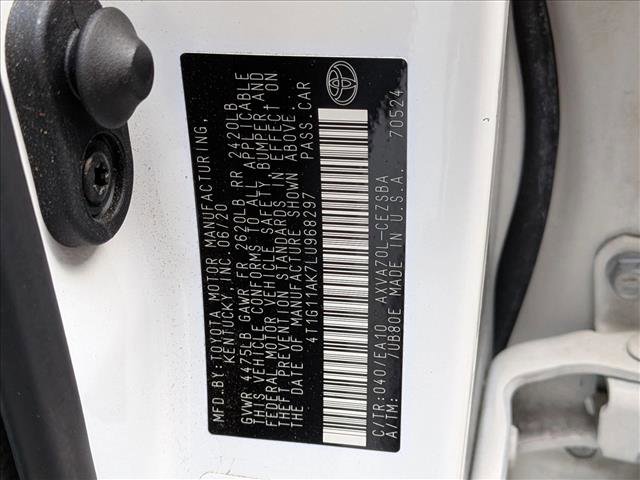 MFD. BY: TOYOTA MOTOR MANUFACTURING,
KENTUCKY, INC. 06/20
GVWR 4475LB GAWR FR 2620LB RR 2420LB
THIS VEHICLE CONFORMS TO ALL APPLICABLE
FEDERAL MOTOR VEHICLE SAFETY, BUMPER AND
THEFT PREVENTION STANDARDS IN EFFECT ON
THE DATE OF MANUFACTURE SHOWN ABOVE.
4T1G11AK7LU968297 PASS.CAR
C/TR: 040/EA10 AXVA70L-CEZSBA
A/TM: /UB80E MADE IN U.S.A. 70524